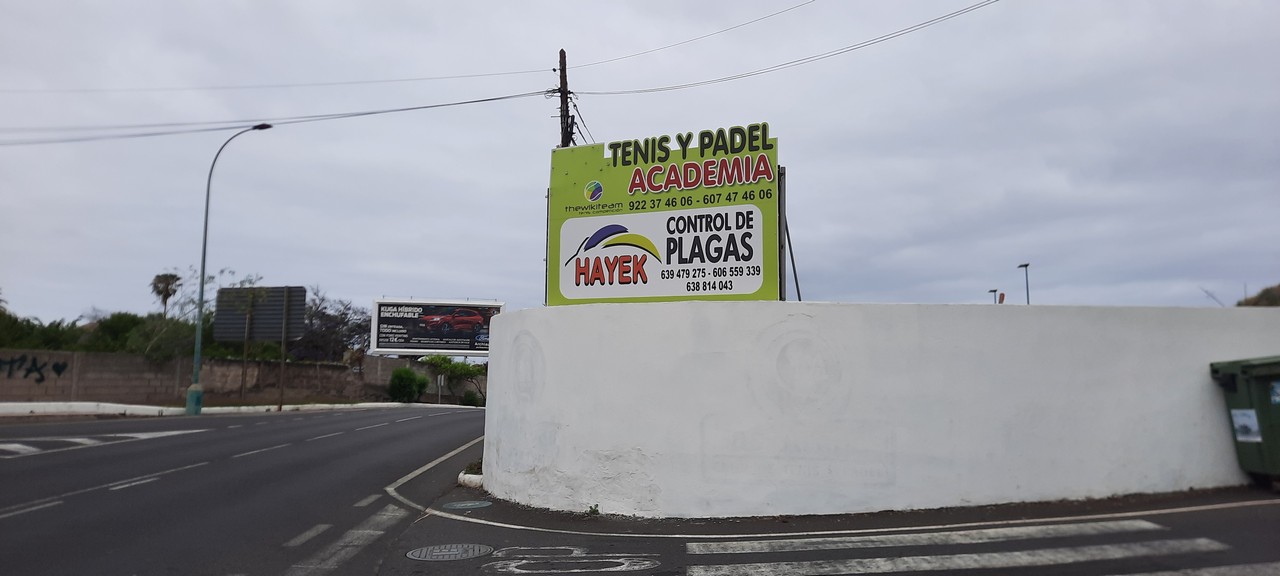 TENIS Y PADEL
ACADEMIA
thewikiteam
922 37 46 06 - 607 47 46 06
CONTROL DE
PLAGAS
HAYEK
639 479 275 - 606 559 339
638 814 043
KUGA HÍBRIDO
ENCHUFABLE